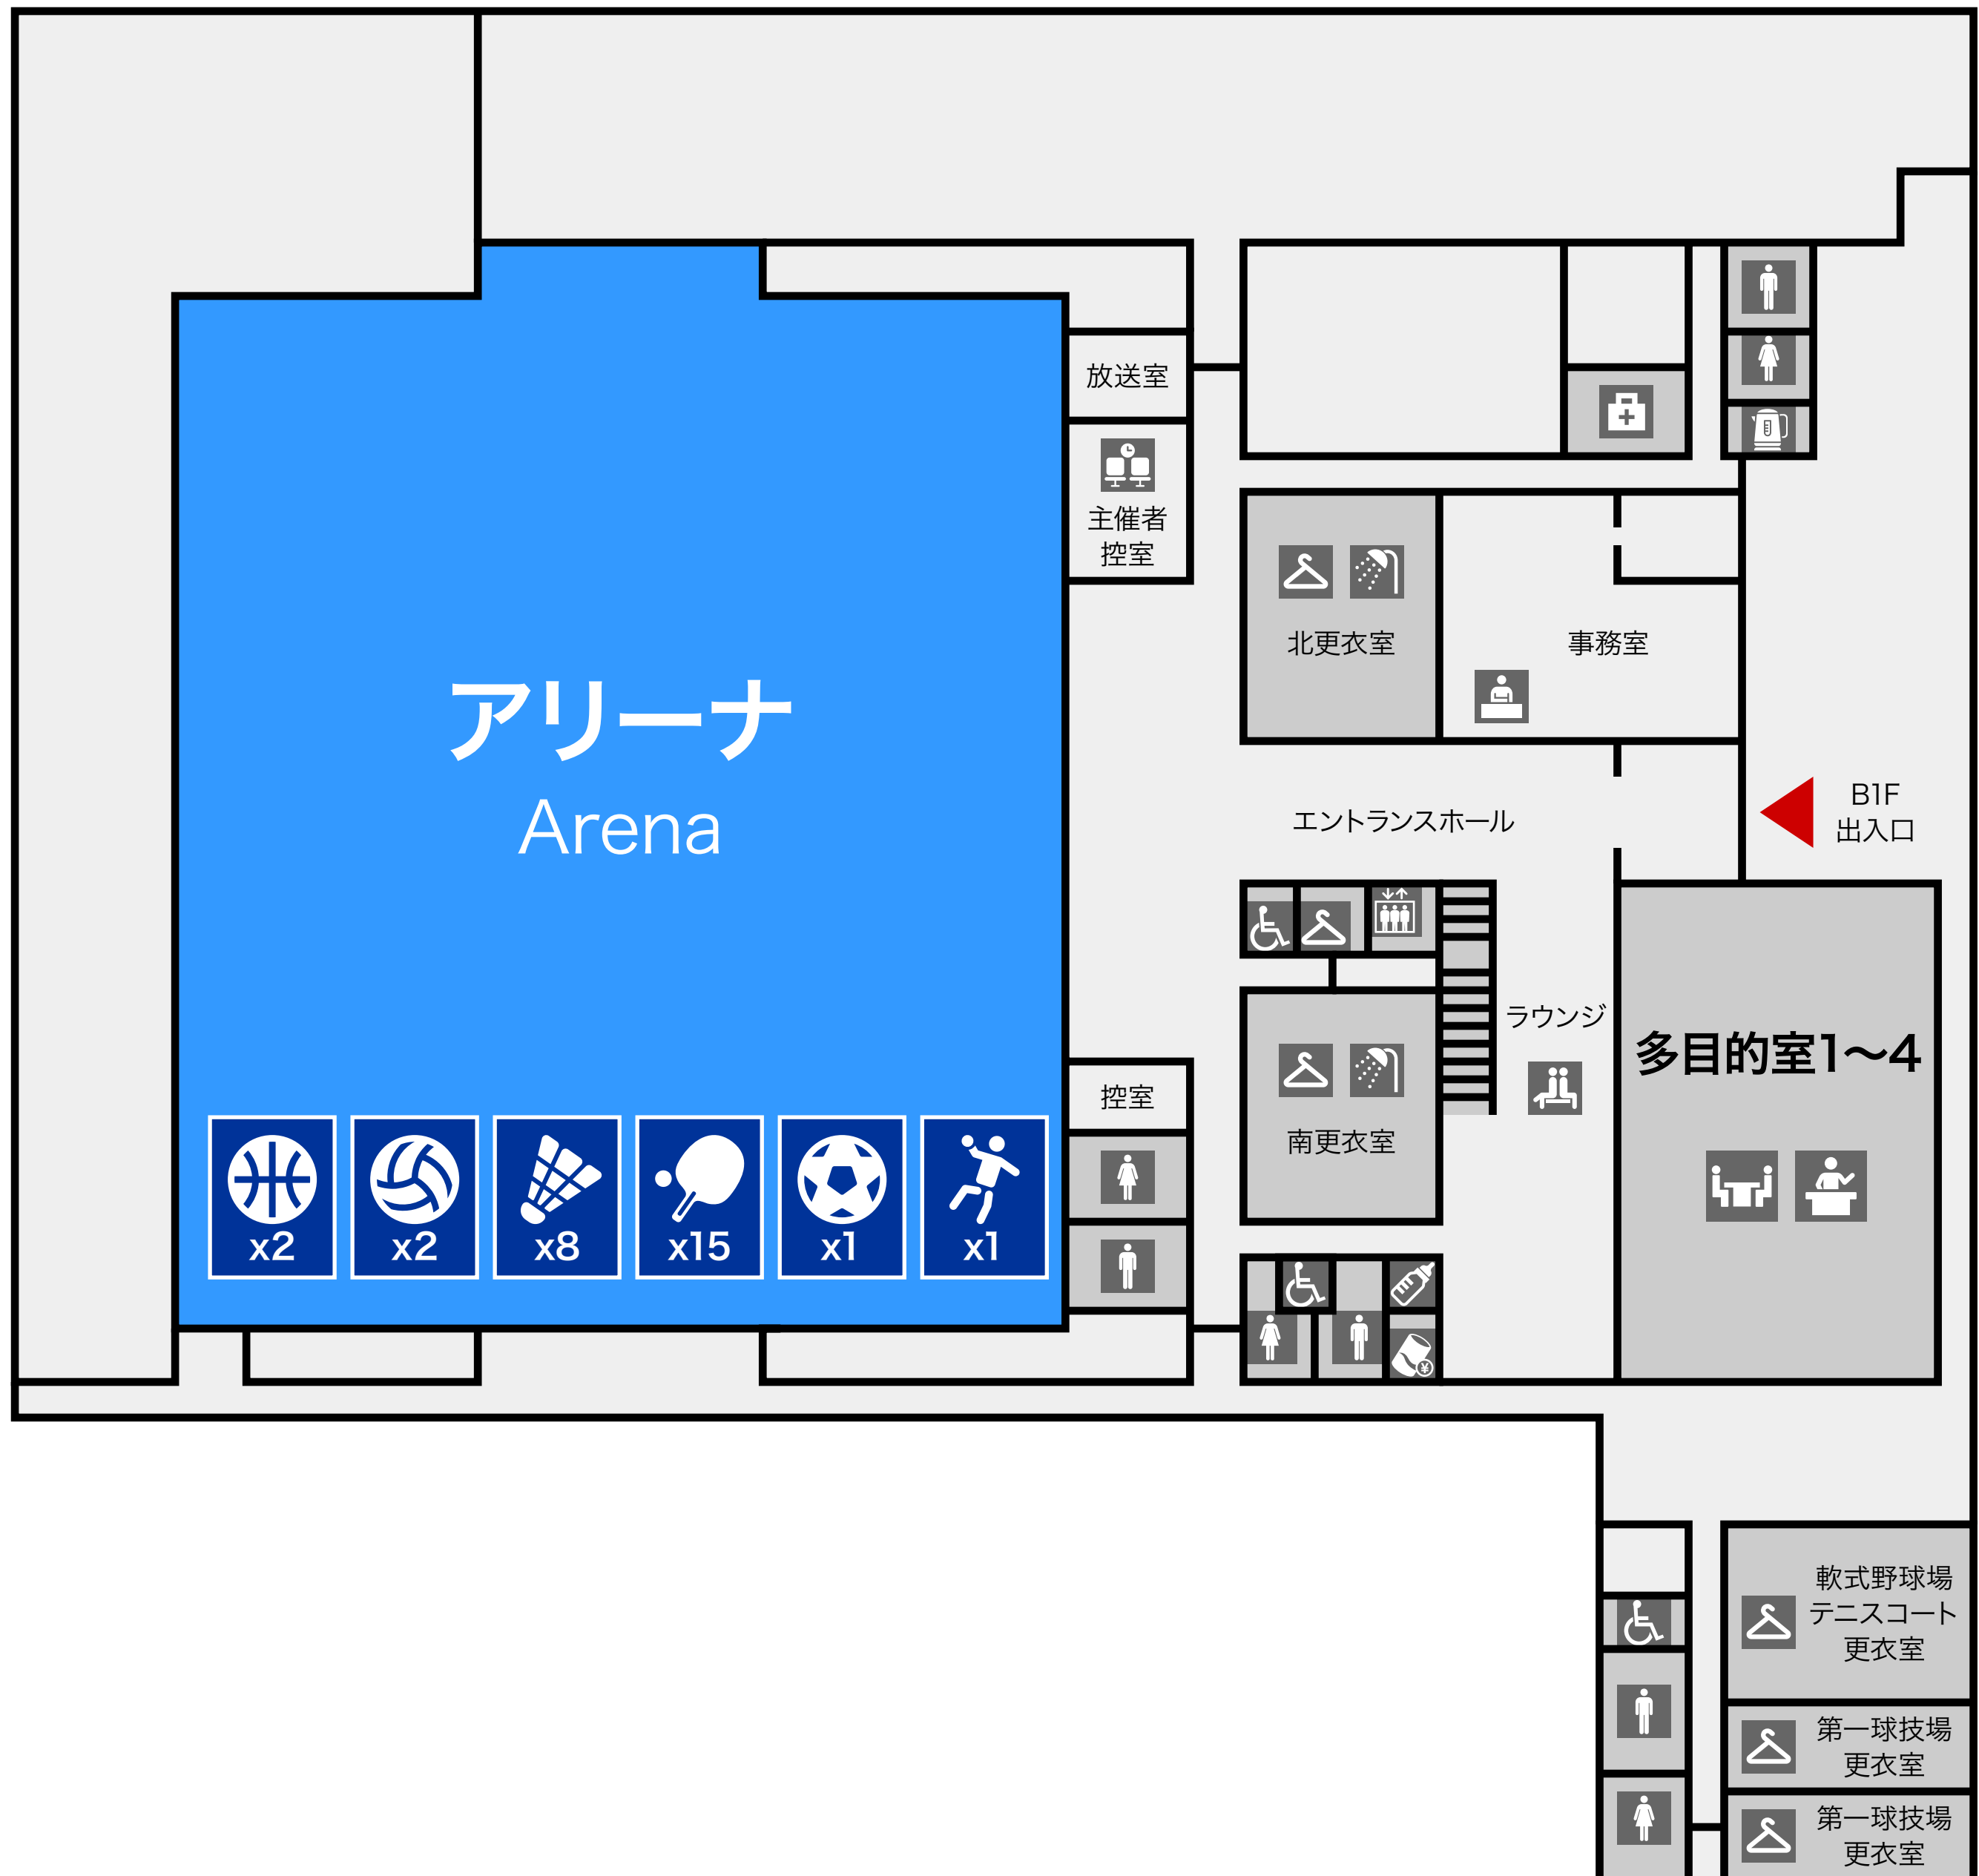 放送室
主催者
控室
北更衣室
事務室
アリーナ
Arena
エントランスホール
B1F
出入口
ラウンジ
多目的室1〜4
控室
南更衣室
x2
x2
x8
x15
x1
x1
¥
軟式野球場
テニスコート
更衣室
第一球技場
更衣室
第一球技場
更衣室